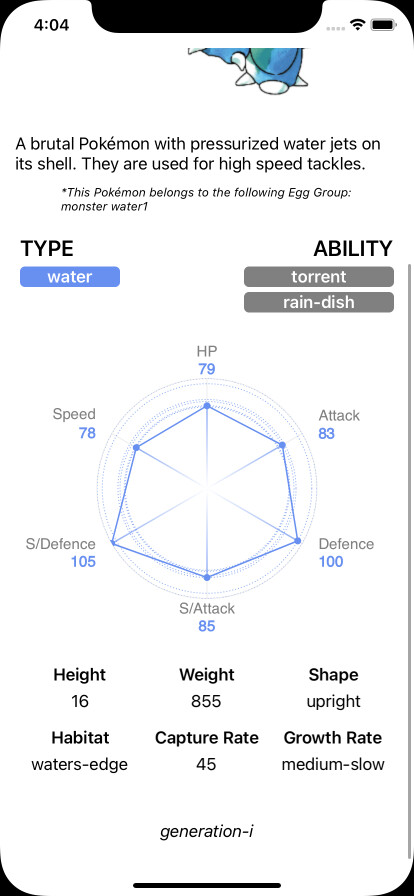 4:04
A brutal Pokémon with pressurized water jets on
its shell. They are used for high speed tackles.
*This Pokémon belongs to the following Egg Group:
monster water1
TYPE ABILITY
water torrent
rain-dish
HP
79
Speed Attack
78 83
S/Defence Defence
105 100
S/Attack
85
Height Weight Shape
16 855 upright
Habitat Capture Rate Growth Rate
waters-edge 45 medium-slow
generation-i